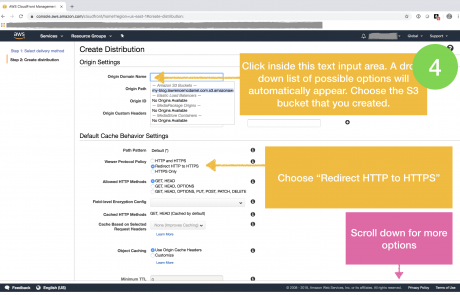 AWS CloudFront Management
console.aws.amazon.com/cloudfront/home?region=us-east-1#create-distribution:
aws Services Resource Groups Global Support
Step 1: Select delivery method
Step 2: Create distribution
Create Distribution
Origin Settings
Origin Domain Name
— Amazon S3 Buckets —
— Elastic Load Balancers —
No Origins Available
— MediaPackage Origins —
No Origins Available
— MediaStore Containers —
No Origins Available
Origin Path
Origin ID
Origin Custom Headers
Click inside this text input area. A dro
down list of possible options will
automatically appear. Choose the S3
bucket that you created.
4
Default Cache Behavior Settings
Path Pattern Default (*)
Viewer Protocol Policy HTTP and HTTPS
Redirect HTTP to HTTPS
HTTPS Only
Choose “Redirect HTTP to HTTPS”
Allowed HTTP Methods GET, HEAD
GET, HEAD, OPTIONS
GET, HEAD, OPTIONS, PUT, POST, PATCH, DELETE
Field-level Encryption Config
Cached HTTP Methods GET, HEAD (Cached by default)
Cache Based on Selected
Request Headers
None (Improves Caching)
Learn More
Object Caching Use Origin Cache Headers
Customize
Learn More
Minimum TTL 0
Scroll down for more
options
Feedback English (US) © 2008 - 2019, Amazon Web Services, Inc. or its affiliates. All rights reserved. Privacy Policy Terms of Use